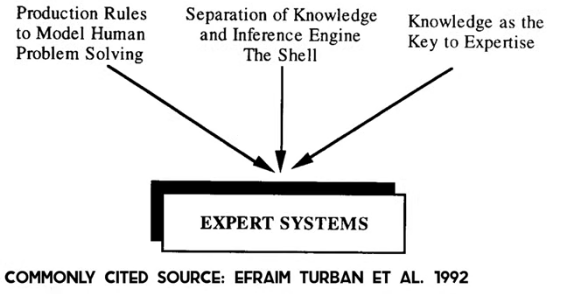 Production Rules
to Model Human
Problem Solving
Separation of Knowledge
and Inference Engine
The Shell
Knowledge as the
Key to Expertise
EXPERT SYSTEMS
COMMONLY CITED SOURCE: EFRAIM TURBAN ET AL. 1992